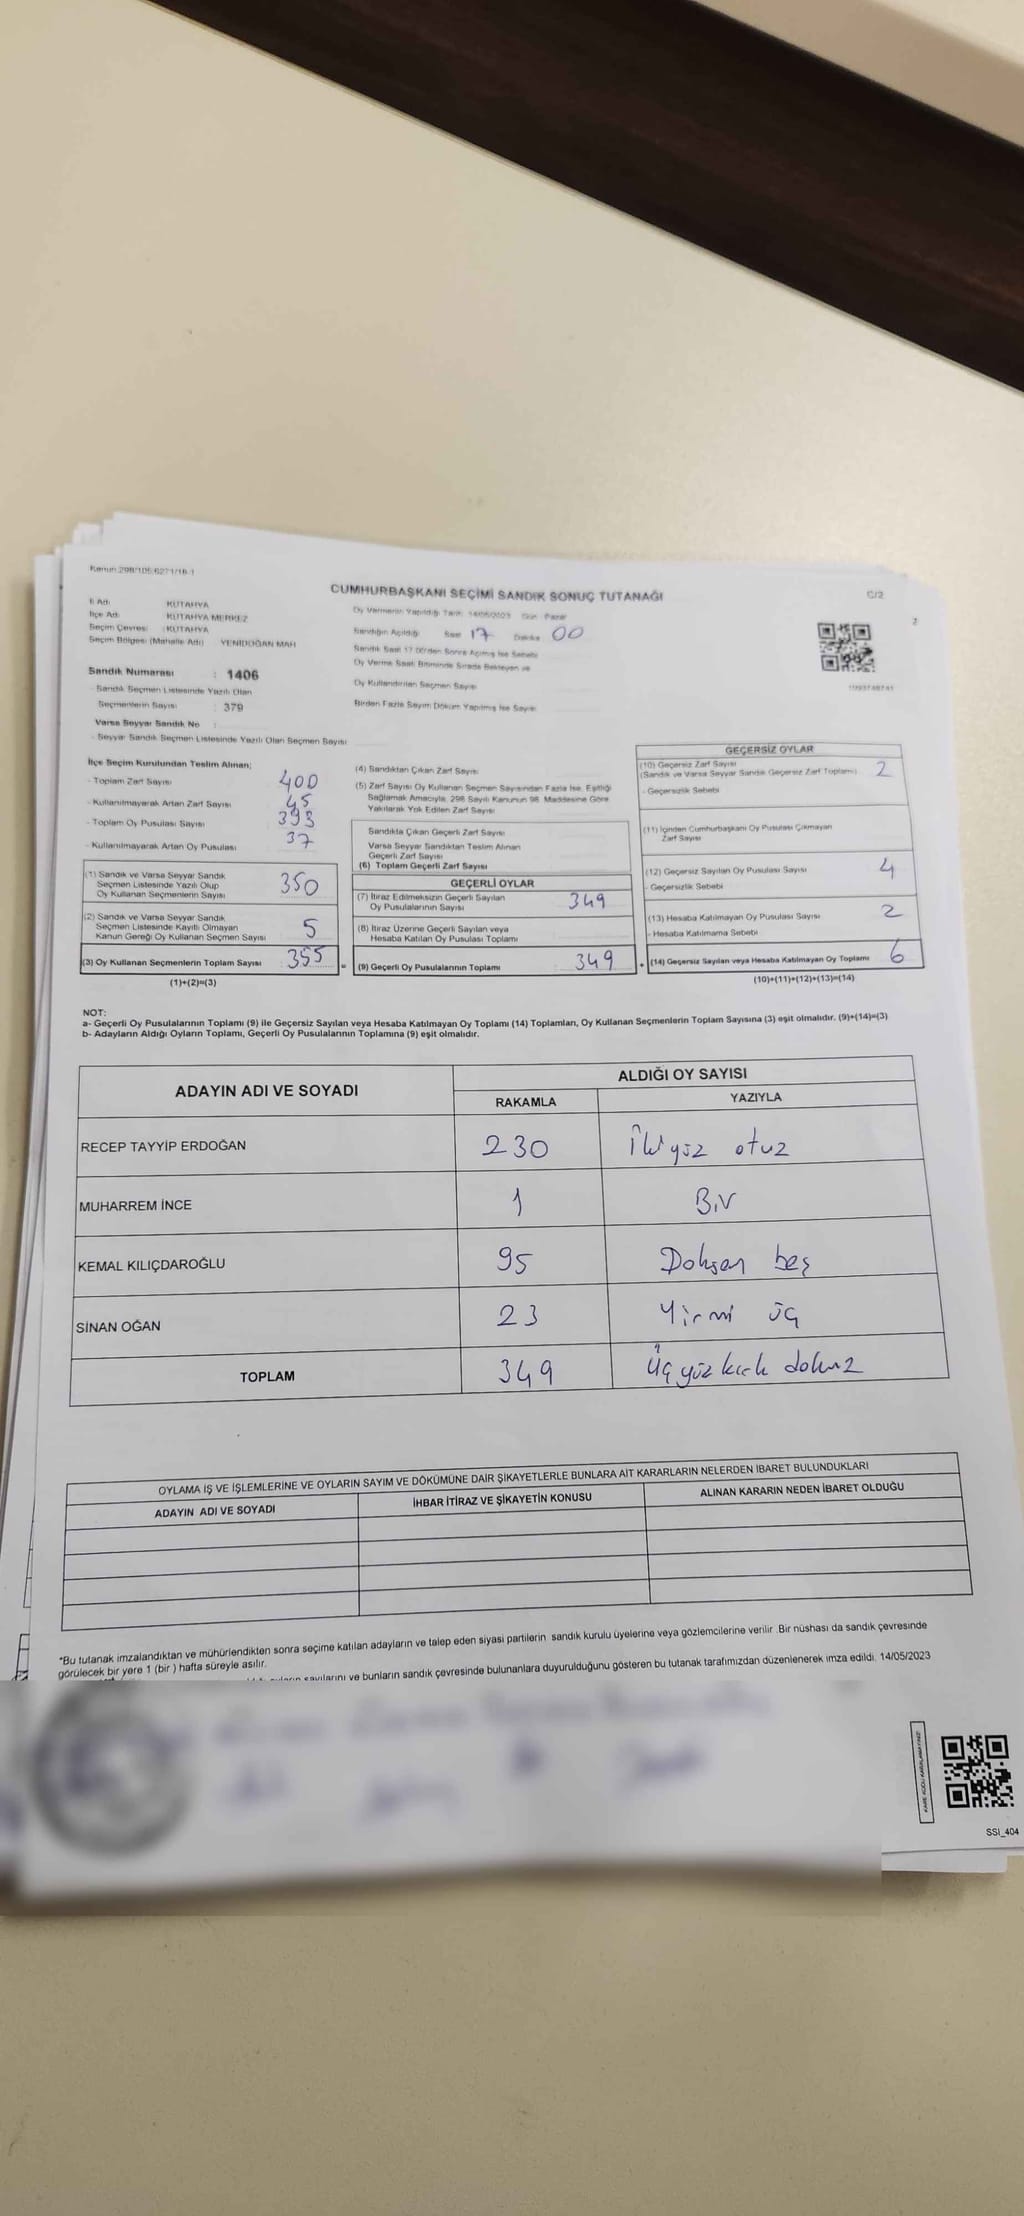 Kanun:298/105,6271/18-1
CUMHURBAŞKANI SEÇİMİ SANDIK SONUÇ TUTANAĞI
C/2
2
İl Adı KÜTAHYA
İlçe Adı KÜTAHYA MERKEZ
Seçim Çevresi KÜTAHYA
Seçim Bölgesi (Mahalle Adı) YENİDOĞAN MAH
Oy Vermenin Yapıldığı Tarih 14/05/2023 Gün Pazar
Sandığın Açıldığı Saat 17 Dakika 00
Sandık Saat 17:00'den Sonra Açılmış İse Sebebi
Oy Verme Saati Bitiminde Sırada Bekleyen ve
Oy Kullandırılan Seçmen Sayısı
Birden Fazla Sayım Döküm Yapılmış İse Sayısı
Sandık Numarası : 1406
- Sandık Seçmen Listesinde Yazılı Olan
Seçmenlerin Sayısı : 379
Varsa Seyyar Sandık No :
- Seyyar Sandık Seçmen Listesinde Yazılı Olan Seçmen Sayısı
İlçe Seçim Kurulundan Teslim Alınan;
- Toplam Zarf Sayısı 400
- Kullanılmayarak Artan Zarf Sayısı 45
- Toplam Oy Pusulası Sayısı 393
- Kullanılmayarak Artan Oy Pusulası 37
(1) Sandık ve Varsa Seyyar Sandık
Seçmen Listesinde Yazılı Olup
Oy Kullanan Seçmenlerin Sayısı 350
(2) Sandık ve Varsa Seyyar Sandık
Seçmen Listesinde Kayıtlı Olmayan
Kanun Gereği Oy Kullanan Seçmen Sayısı 5
(3) Oy Kullanan Seçmenlerin Toplam Sayısı 355
(1)+(2)=(3)
(4) Sandıktan Çıkan Zarf Sayısı
(5) Zarf Sayısı Oy Kullanan Seçmen Sayısından Fazla İse, Eşitliği
Sağlamak Amacıyla, 298 Sayılı Kanunun 98. Maddesine Göre
Yakılarak Yok Edilen Zarf Sayısı
Sandıkta Çıkan Geçerli Zarf Sayısı
Varsa Seyyar Sandıktan Teslim Alınan
Geçerli Zarf Sayısı
(6) Toplam Geçerli Zarf Sayısı
GEÇERLİ OYLAR
(7) İtiraz Edilmeksizin Geçerli Sayılan
Oy Pusulalarının Sayısı 349
(8) İtiraz Üzerine Geçerli Sayılan veya
Hesaba Katılan Oy Pusulası Toplamı
= (9) Geçerli Oy Pusulalarının Toplamı 349
GEÇERSİZ OYLAR
(10) Geçersiz Zarf Sayısı
(Sandık ve Varsa Seyyar Sandık Geçersiz Zarf Toplamı) 2
- Geçersizlik Sebebi
(11) İçinden Cumhurbaşkanı Oy Pusulası Çıkmayan
Zarf Sayısı
(12) Geçersiz Sayılan Oy Pusulası Sayısı 4
- Geçersizlik Sebebi
(13) Hesaba Katılmayan Oy Pusulası Sayısı 2
- Hesaba Katılmama Sebebi
+ (14) Geçersiz Sayılan veya Hesaba Katılmayan Oy Toplamı 6
(10)+(11)+(12)+(13)=(14)
NOT:
a- Geçerli Oy Pusulalarının Toplamı (9) ile Geçersiz Sayılan veya Hesaba Katılmayan Oy Toplamı (14) Toplamları, Oy Kullanan Seçmenlerin Toplam Sayısına (3) eşit olmalıdır. (9)+(14)=(3)
b- Adayların Aldığı Oyların Toplamı, Geçerli Oy Pusulalarının Toplamına (9) eşit olmalıdır.
ADAYIN ADI VE SOYADI
ALDIĞI OY SAYISI
RAKAMLA YAZIYLA
RECEP TAYYİP ERDOĞAN 230 İkiyüz otuz
MUHARREM İNCE 1 Bir
KEMAL KILIÇDAROĞLU 95 Doksan beş
SİNAN OĞAN 23 Yirmi üç
TOPLAM 349 Üçyüz kırk dokuz
OYLAMA İŞ VE İŞLEMLERİNE VE OYLARIN SAYIM VE DÖKÜMÜNE DAİR ŞİKAYETLERLE BUNLARA AİT KARARLARIN NELERDEN İBARET BULUNDUKLARI
ADAYIN ADI VE SOYADI İHBAR İTİRAZ VE ŞİKAYETİN KONUSU ALINAN KARARIN NEDEN İBARET OLDUĞU
*Bu tutanak imzalandıktan ve mühürlendikten sonra seçime katılan adayların ve talep eden siyasi partilerin sandık kurulu üyelerine veya gözlemcilerine verilir .Bir nüshası da sandık çevresinde
görülecek bir yere 1 (bir ) hafta süreyle asılır.
sayılarını ve bunların sandık çevresinde bulunanlara duyurulduğunu gösteren bu tutanak tarafımızdan düzenlenerek imza edildi. 14/05/2023
KARE KODU KARALAMAYINIZ
SSI_404